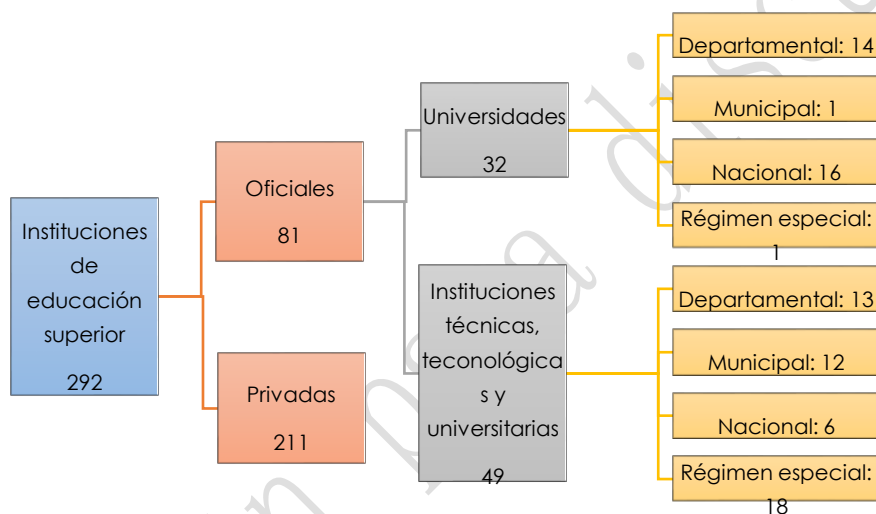 Instituciones
de
educación
superior
292
Oficiales
81
Privadas
211
Universidades
32
Instituciones
técnicas,
teconológica
s y
universitarias
49
Departamental: 14
Municipal: 1
Nacional: 16
Régimen especial:
1
Departamental: 13
Municipal: 12
Nacional: 6
Régimen especial:
18